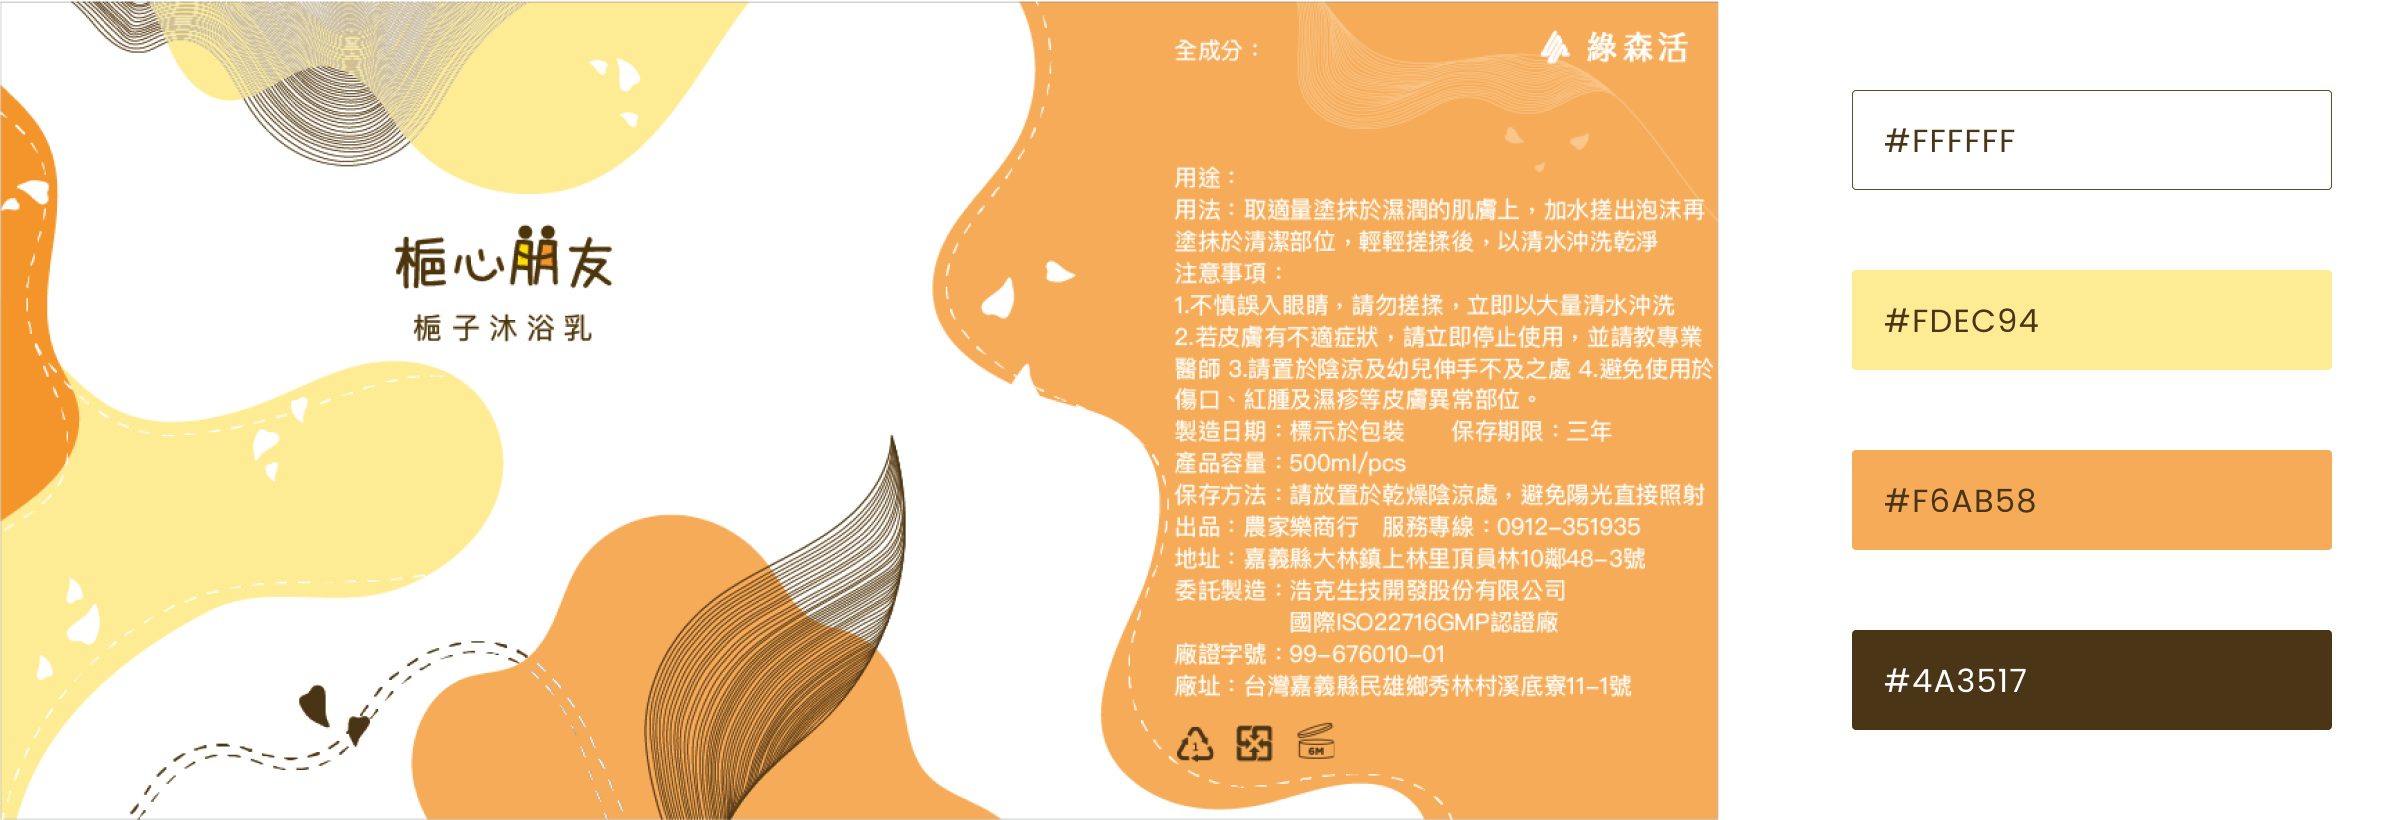 梔心朋友
梔子沐浴乳
全成分：
綠森活
用途：
用法：取適量塗抹於濕潤的肌膚上，加水搓出泡沫再
塗抹於清潔部位，輕輕搓揉後，以清水沖洗乾淨
注意事項：
1.不慎誤入眼睛，請勿搓揉，立即以大量清水沖洗
2.若皮膚有不適症狀，請立即停止使用，並請教專業
醫師 3.請置於陰涼及幼兒伸手不及之處 4.避免使用於
傷口、紅腫及濕疹等皮膚異常部位。
製造日期：標示於包裝　　保存期限：三年
產品容量：500ml/pcs
保存方法：請放置於乾燥陰涼處，避免陽光直接照射
出品：農家樂商行　服務專線：0912–351935
地址：嘉義縣大林鎮上林里頂員林10鄰48–3號
委託製造：浩克生技開發股份有限公司
國際ISO22716GMP認證廠
廠證字號：99–676010–01
廠址：台灣嘉義縣民雄鄉秀林村溪底寮11–1號
1
6M
#FFFFFF
#FDEC94
#F6AB58
#4A3517